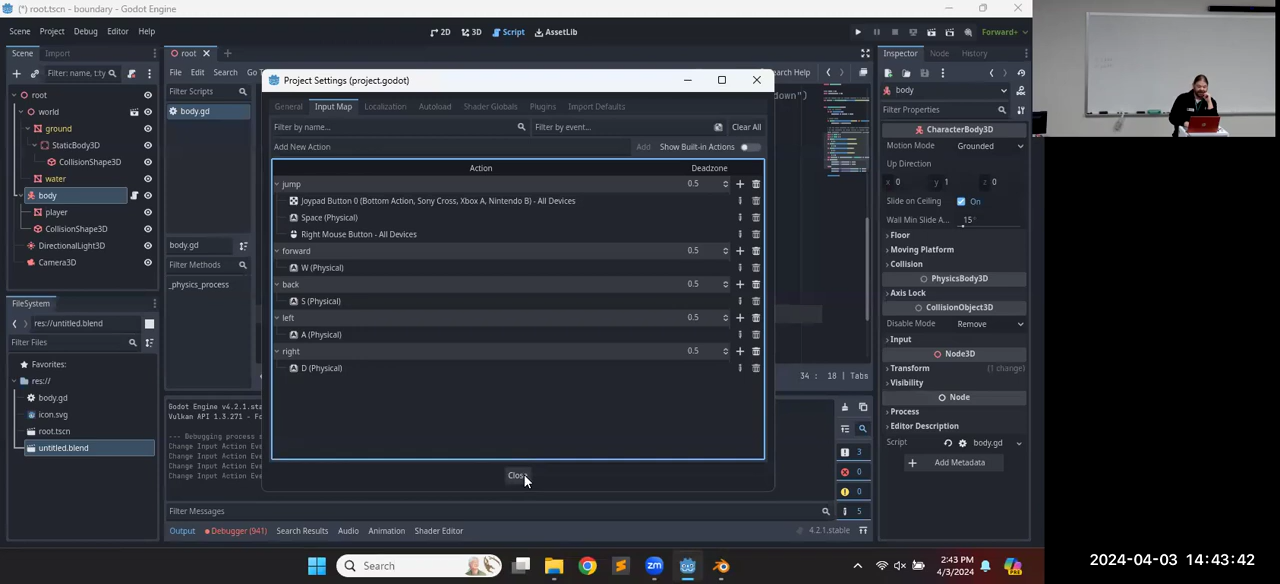 (*) root.tscn - boundary - Godot Engine
Scene Project Debug Editor Help
2D 3D Script AssetLib
Forward+
Scene Import
root
Inspector Node History
Filter: name, t:ty
File Edit Search Go T
Search Help
Project Settings (project.godot)
root
world
ground
StaticBody3D
CollisionShape3D
water
body
player
CollisionShape3D
DirectionalLight3D
Camera3D
Filter Scripts
body.gd
body.gd
Filter Methods
_physics_process
down")
General Input Map Localization Autoload Shader Globals Plugins Import Defaults
Filter by name... Filter by event... Clear All
Add New Action Add Show Built-in Actions
Action Deadzone
jump 0.5
Joypad Button 0 (Bottom Action, Sony Cross, Xbox A, Nintendo B) - All Devices
Space (Physical)
Right Mouse Button - All Devices
forward 0.5
W (Physical)
back 0.5
S (Physical)
left 0.5
A (Physical)
right 0.5
D (Physical)
Close
34 : 18 | Tabs
body
Filter Properties
CharacterBody3D
Motion Mode Grounded
Up Direction
x 0 y 1 z 0
Slide on Ceiling On
Wall Min Slide A... 15°
Floor
Moving Platform
Collision
PhysicsBody3D
Axis Lock
CollisionObject3D
Disable Mode Remove
Input
Node3D
Transform (1 change)
Visibility
Node
Process
Editor Description
Script body.gd
Add Metadata
FileSystem
res://untitled.blend
Filter Files
Favorites:
res://
body.gd
icon.svg
root.tscn
untitled.blend
Godot Engine v4.2.1.sta
Vulkan API 1.3.271 - Fo
--- Debugging process s
Change Input Action Eve
Change Input Action Eve
Change Input Action Eve
Change Input Action Eve
3
0
0
5
Filter Messages
Output Debugger (941) Search Results Audio Animation Shader Editor
4.2.1.stable
Search
2:43 PM
4/3/2024
2024-04-03 14:43:42